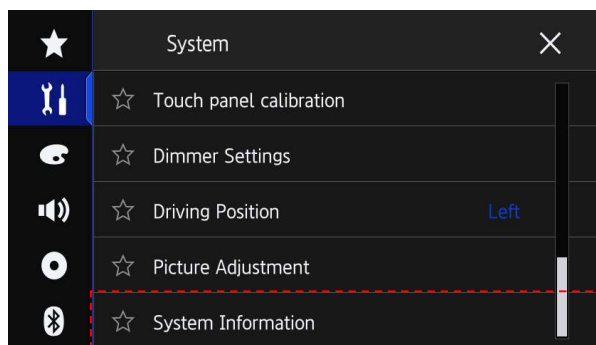 System
Touch panel calibration
Dimmer Settings
Driving Position Left
Picture Adjustment
System Information